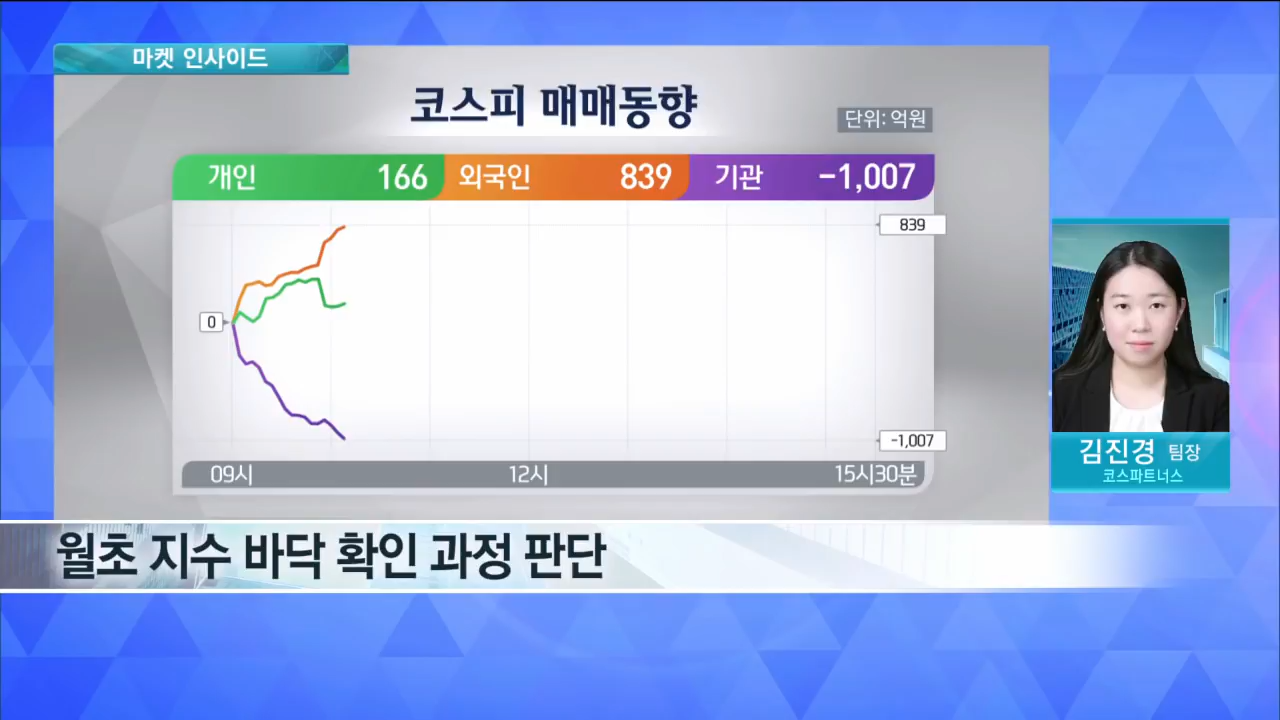 마켓 인사이드
코스피 매매동향
단위: 억원
개인 166 외국인 839 기관 -1,007
839
0
-1,007
09시 12시 15시30분
김진경 팀장
코스파트너스
월초 지수 바닥 확인 과정 판단